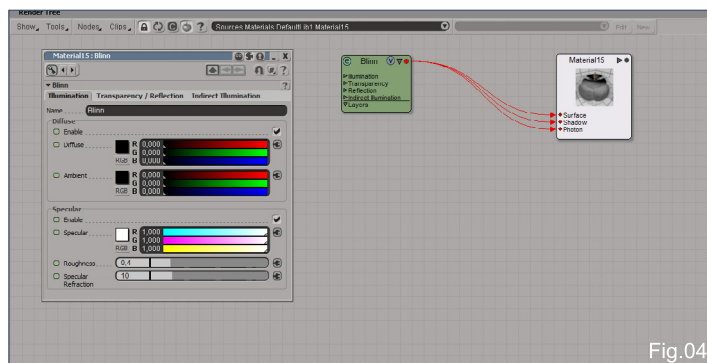 Render Tree
Show Tools Nodes Clips Sources Materials DefaultLib1 Material15 Edit New
Material15 : Blinn
Blinn
Illumination Transparency / Reflection Indirect Illumination
Name Blinn
Diffuse
Enable
Diffuse R 0,000
G 0,000
RGB B 0,000
Ambient R 0,000
G 0,000
RGB B 0,000
Specular
Enable
Specular R 1,000
G 1,000
RGB B 1,000
Roughness 0,4
Specular Refraction 10
C Blinn V
Illumination
Transparency
Reflection
Indirect Illumination
Layers
Material15
Surface
Shadow
Photon
Fig.04